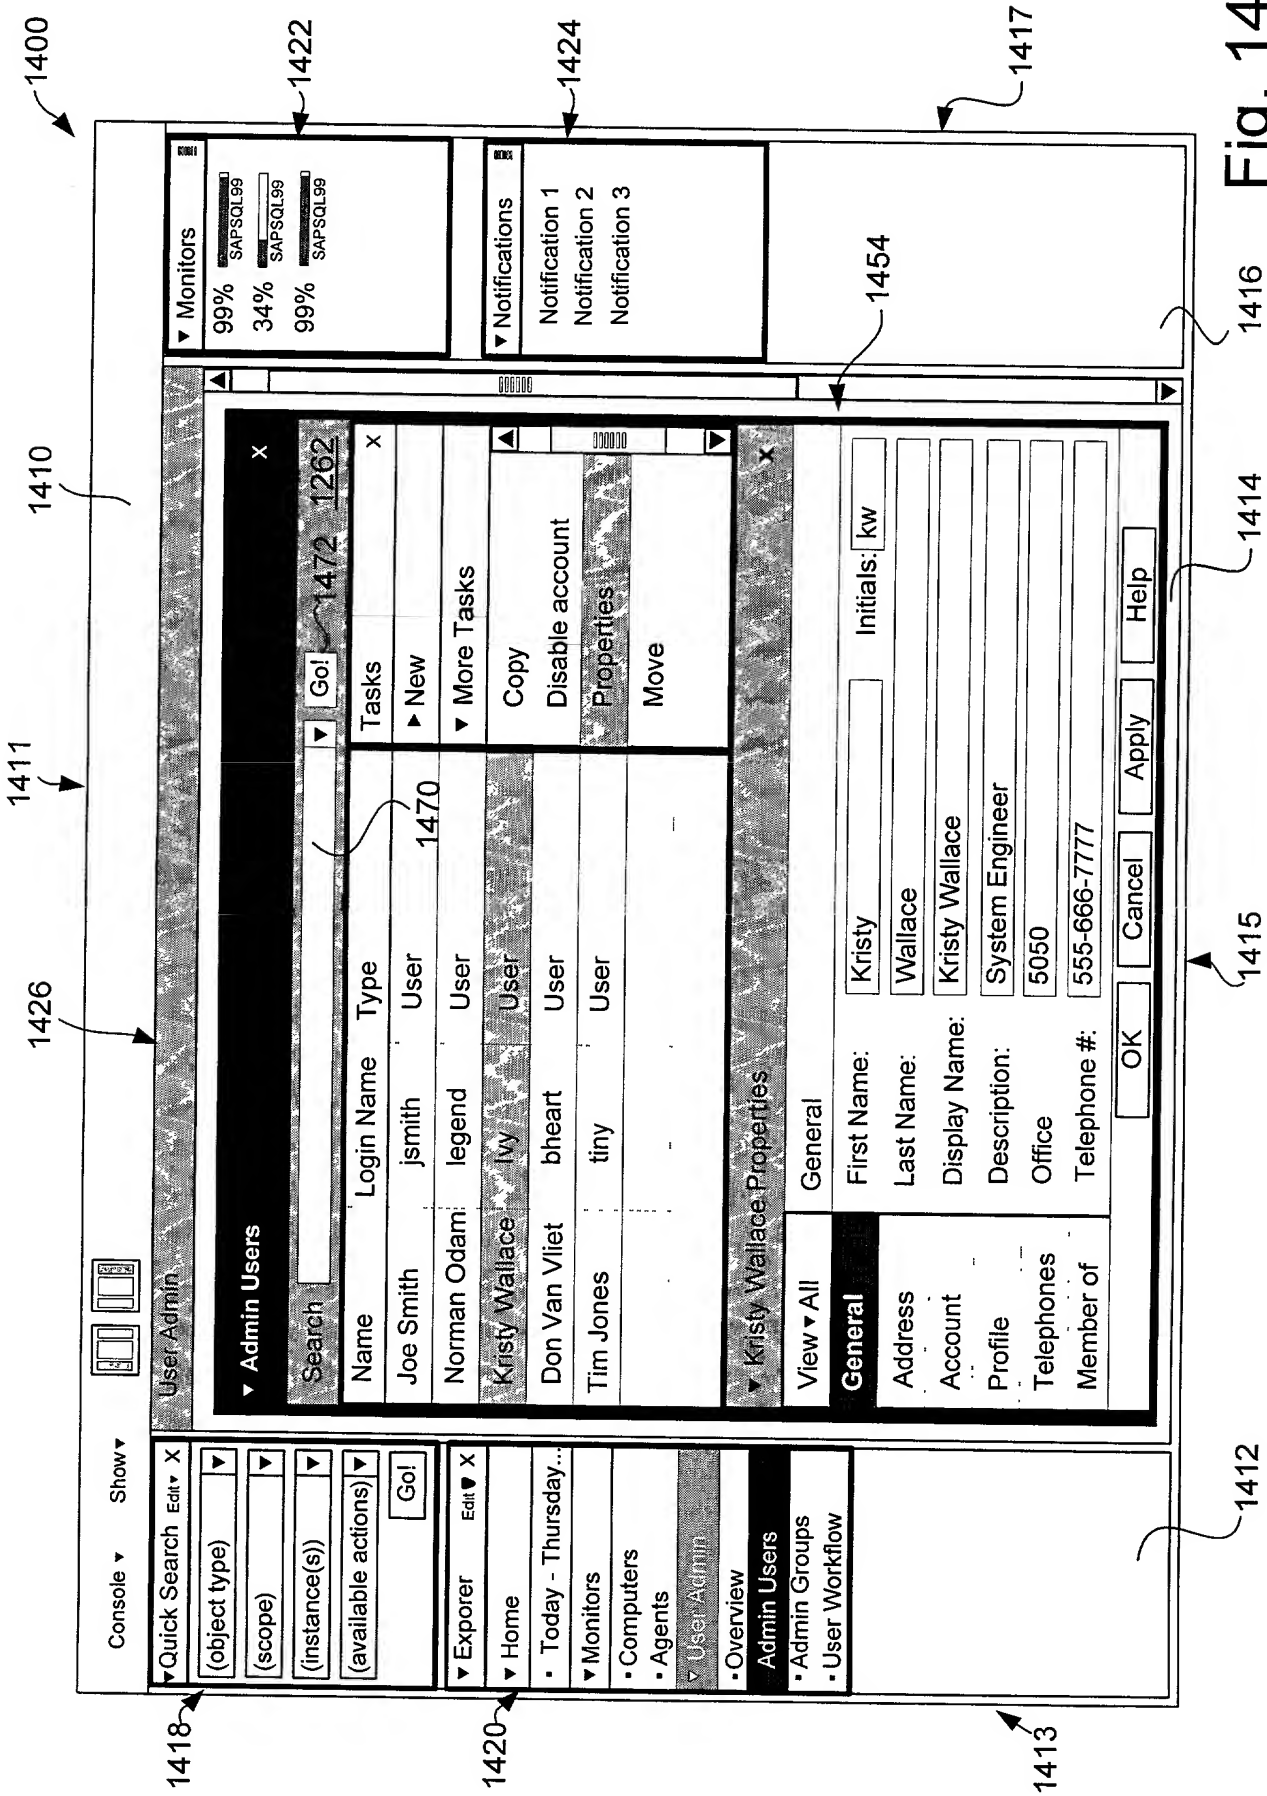 1400
1411
1410
1426
1422
1424
1417
Console ▾ Show ▾
▾ Quick Search Edit ▾ X
(object type) ▼
(scope) ▼
(instance(s)) ▼
(available actions) ▼
Go!
1418
▼ Exporer Edit ▼ X
▼ Home
▪ Today - Thursday...
▼ Monitors
▪ Computers
▪ Agents
▽ User Admin
▪ Overview
Admin Users
▪ Admin Groups
▪ User Workflow
1420
1413
1412
User Admin
▼ Admin Users X
Search ▼ Go! 1472 1262
1470
Name Login Name Type
Joe Smith jsmith User
Norman Odam legend User
Kristy Wallace Ivy User
Don Van Vliet bheart User
Tim Jones tiny User
Tasks X
▶ New
▼ More Tasks
Copy
Disable account
Properties
Move
▼ Kristy Wallace Properties X
View ▾ All
General
Address
Account
Profile
Telephones
Member of
General
First Name: Kristy Initials: kw
Last Name: Wallace
Display Name: Kristy Wallace
Description: System Engineer
Office 5050
Telephone #: 555-666-7777
OK Cancel Apply Help
1454
1415
1414
1416
▼ Monitors
99% SAPSQL99
34% SAPSQL99
99% SAPSQL99
▼ Notifications
Notification 1
Notification 2
Notification 3
Fig. 14